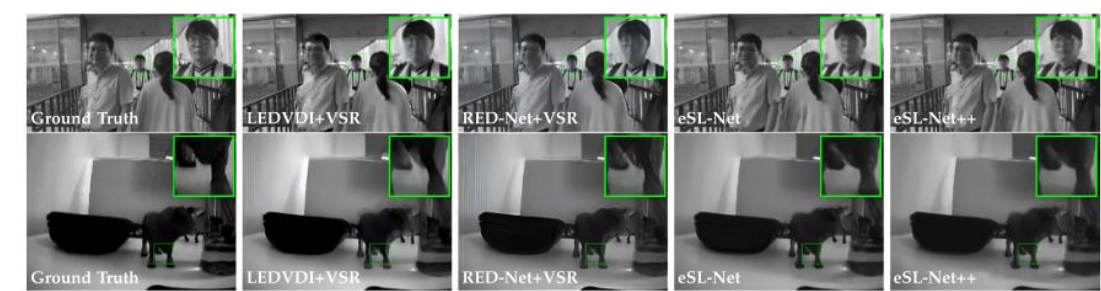 Ground Truth
LEDVDI+VSR
RED-Net+VSR
eSL-Net
eSL-Net++
Ground Truth
LEDVDI+VSR
RED-Net+VSR
eSL-Net
eSL-Net++